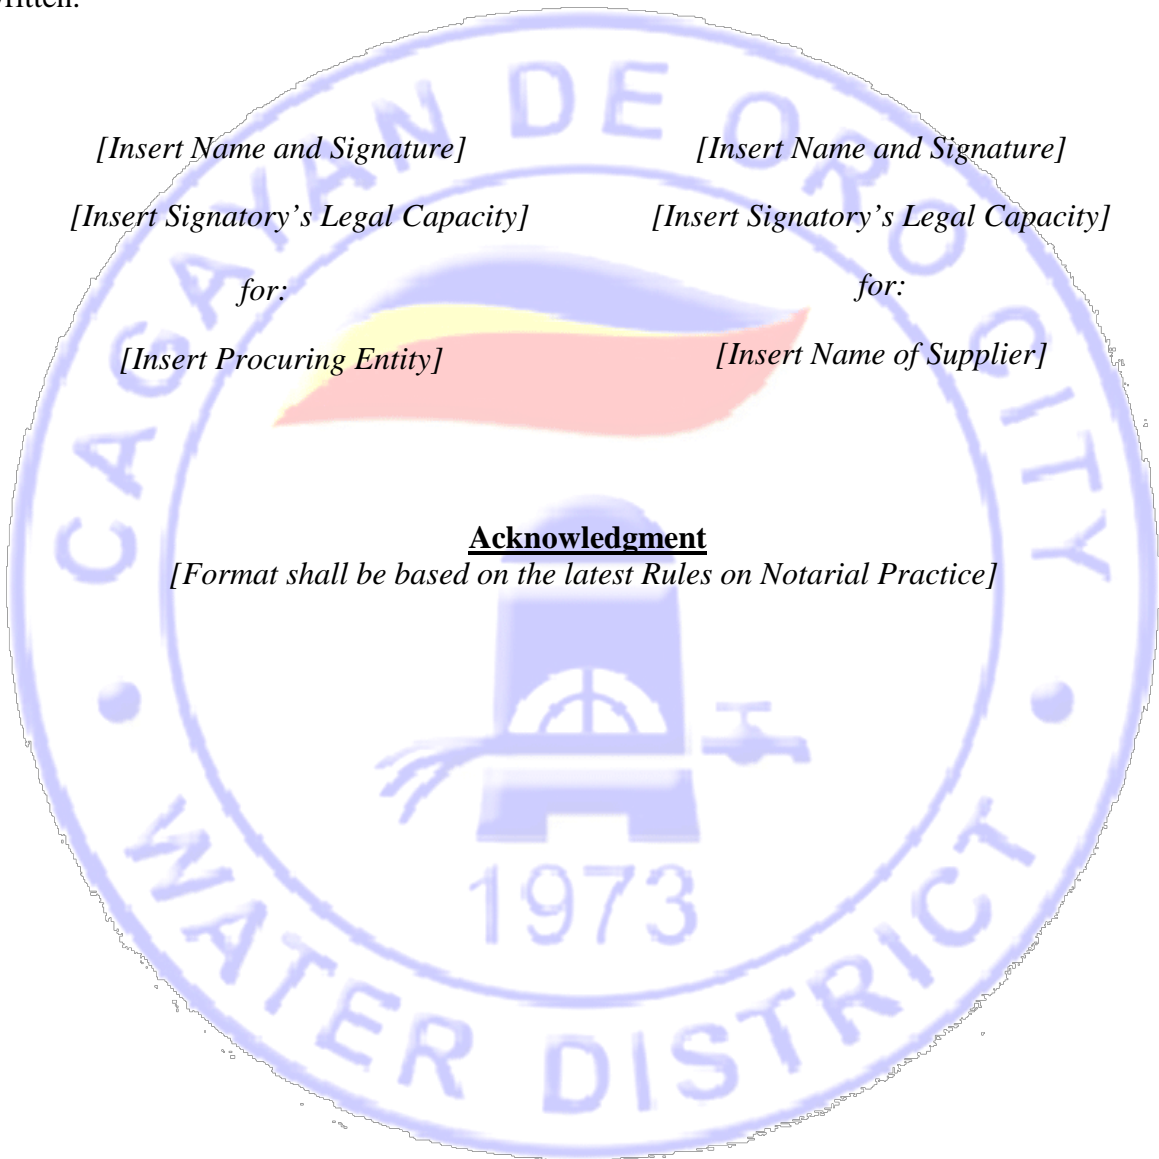 [Insert Name and Signature] [Insert Name and Signature]
[Insert Signatory’s Legal Capacity] [Insert Signatory’s Legal Capacity]
for: for:
[Insert Procuring Entity] [Insert Name of Supplier]
Acknowledgment
[Format shall be based on the latest Rules on Notarial Practice]
CAGAYAN DE ORO CITY
1973
WATER DISTRICT